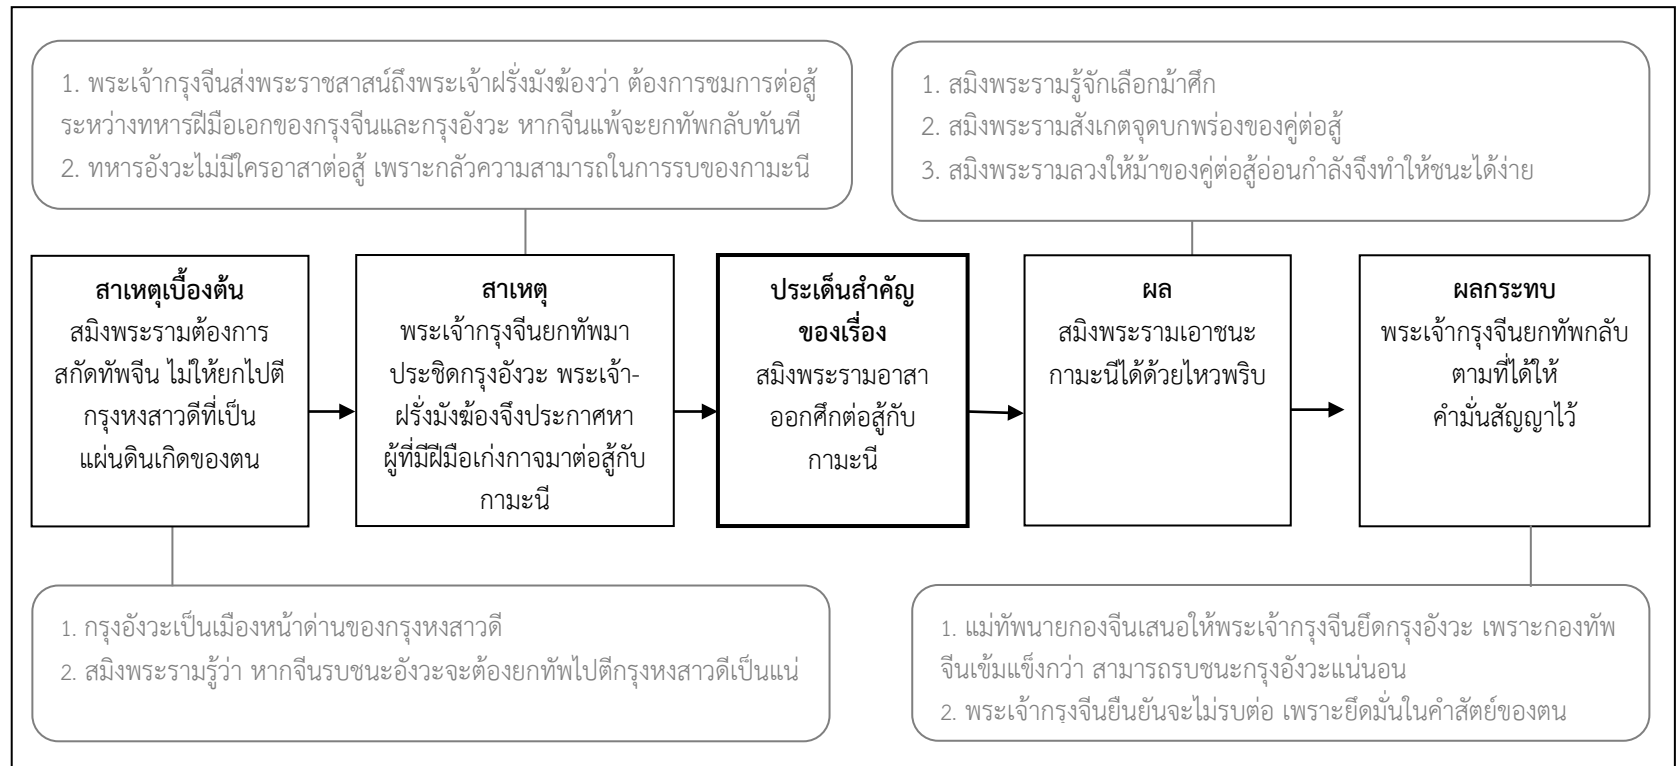 1. พระเจ้ากรุงจีนส่งพระราชสาสน์ถึงพระเจ้าฝรั่งมังฆ้องว่า ต้องการชมการต่อสู้
ระหว่างทหารฝีมือเอกของกรุงจีนและกรุงอังวะ หากจีนแพ้จะยกทัพกลับทันที
2. ทหารอังวะไม่มีใครอาสาต่อสู้ เพราะกลัวความสามารถในการรบของกามะนี
1. สมิงพระรามรู้จักเลือกม้าศึก
2. สมิงพระรามสังเกตจุดบกพร่องของคู่ต่อสู้
3. สมิงพระรามลวงให้ม้าของคู่ต่อสู้อ่อนกำลังจึงทำให้ชนะได้ง่าย
สาเหตุเบื้องต้น
สมิงพระรามต้องการ
สกัดทัพจีน ไม่ให้ยกไปตี
กรุงหงสาวดีที่เป็น
แผ่นดินเกิดของตน
สาเหตุ
พระเจ้ากรุงจีนยกทัพมา
ประชิดกรุงอังวะ พระเจ้า-
ฝรั่งมังฆ้องจึงประกาศหา
ผู้ที่มีฝีมือเก่งกาจมาต่อสู้กับ
กามะนี
ประเด็นสำคัญ
ของเรื่อง
สมิงพระรามอาสา
ออกศึกต่อสู้กับ
กามะนี
ผล
สมิงพระรามเอาชนะ
กามะนีได้ด้วยไหวพริบ
ผลกระทบ
พระเจ้ากรุงจีนยกทัพกลับ
ตามที่ได้ให้
คำมั่นสัญญาไว้
1. กรุงอังวะเป็นเมืองหน้าด่านของกรุงหงสาวดี
2. สมิงพระรามรู้ว่า หากจีนรบชนะอังวะจะต้องยกทัพไปตีกรุงหงสาวดีเป็นแน่
1. แม่ทัพนายกองจีนเสนอให้พระเจ้ากรุงจีนยึดกรุงอังวะ เพราะกองทัพ
จีนเข้มแข็งกว่า สามารถรบชนะกรุงอังวะแน่นอน
2. พระเจ้ากรุงจีนยืนยันจะไม่รบต่อ เพราะยึดมั่นในคำสัตย์ของตน